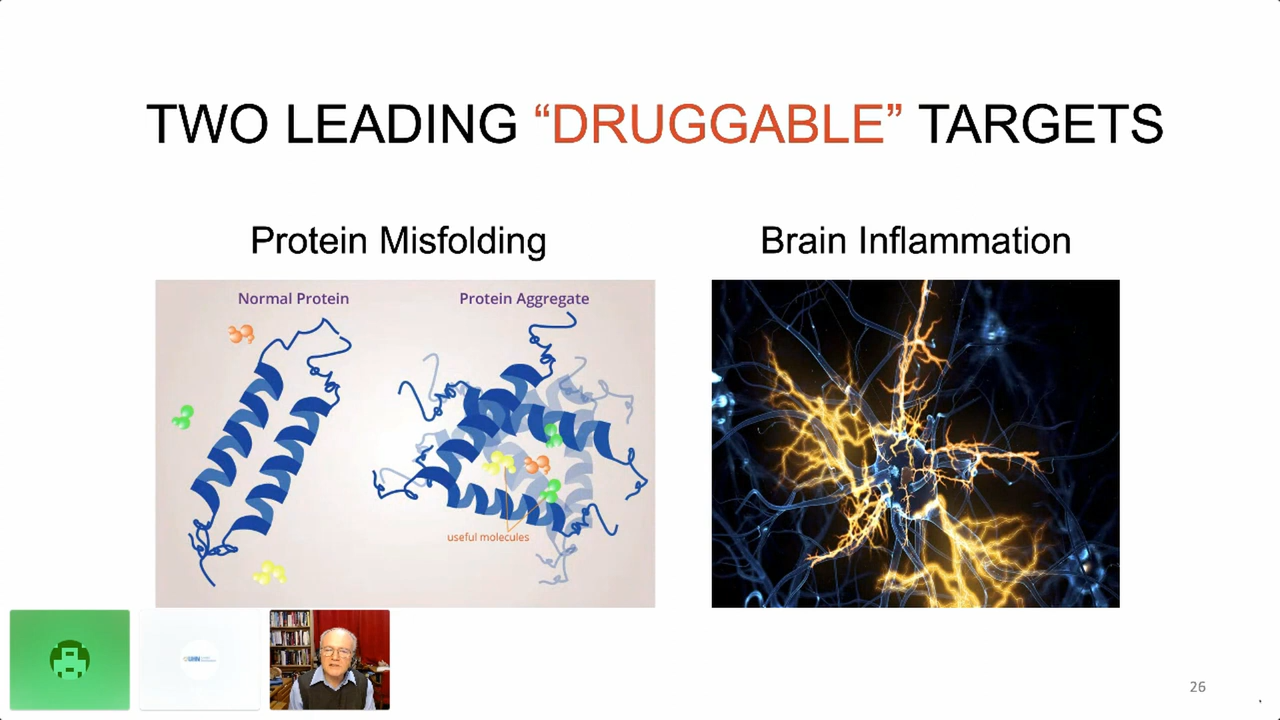 TWO LEADING “DRUGGABLE” TARGETS
Protein Misfolding
Brain Inflammation
Normal Protein
Protein Aggregate
useful molecules
26